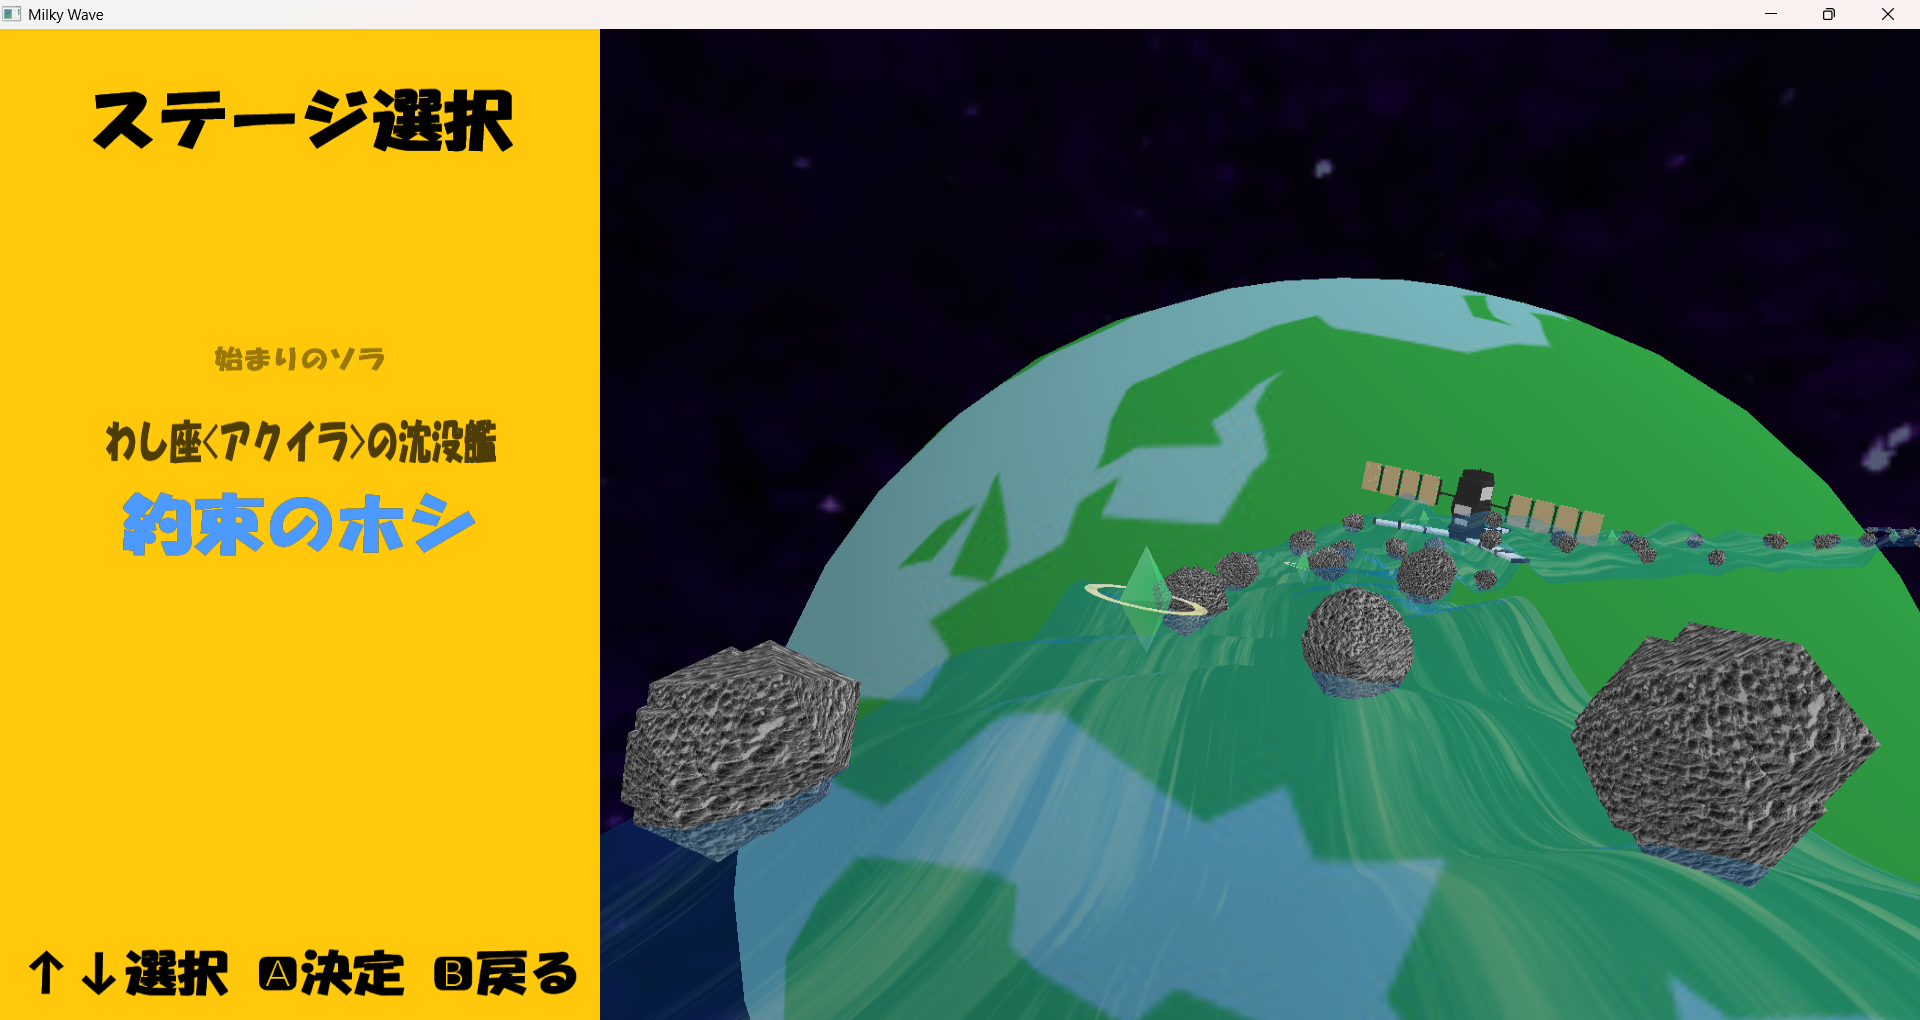 Milky Wave
ステージ選択
始まりのソラ
わし座<アクイラ>の沈没艦
約束のホシ
↑↓選択 A決定 B戻る